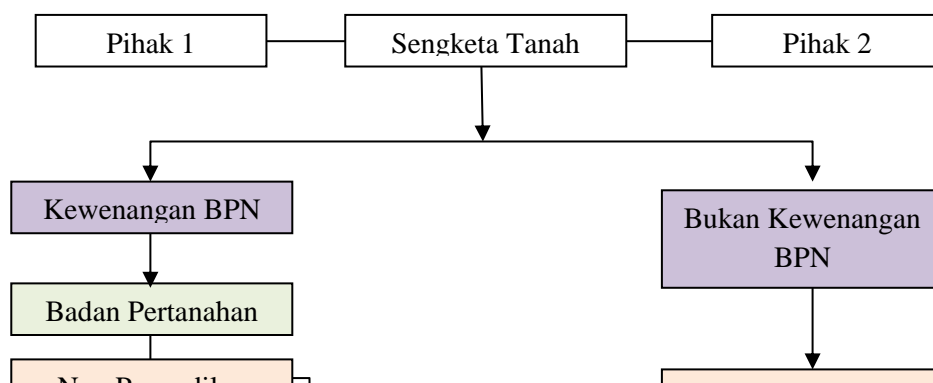 Pihak 1
Sengketa Tanah
Pihak 2
Kewenangan BPN
Bukan Kewenangan
BPN
Badan Pertanahan